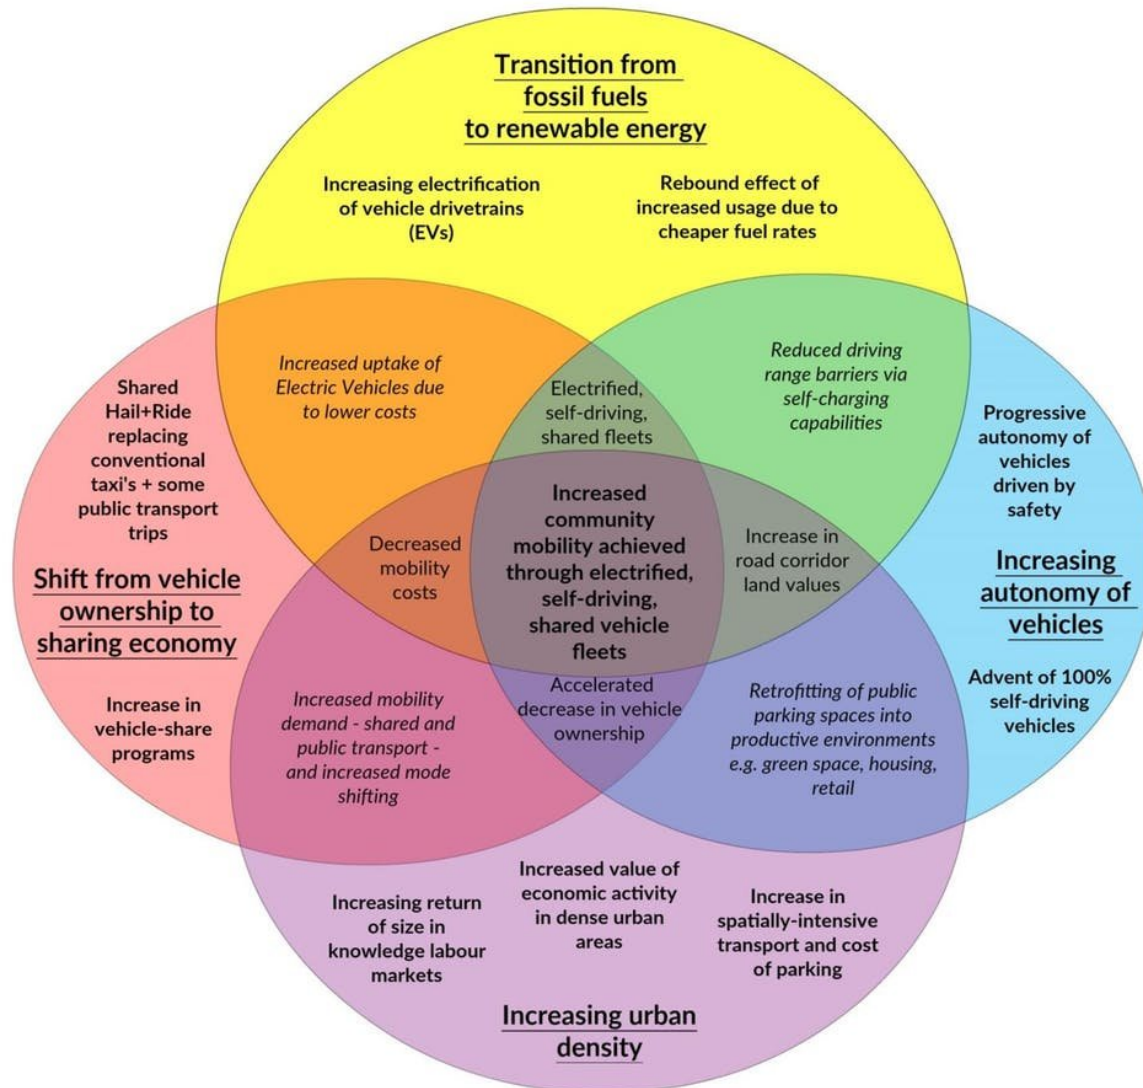 Transition from
fossil fuels
to renewable energy
Increasing electrification
of vehicle drivetrains
(EVs)
Rebound effect of
increased usage due to
cheaper fuel rates
Increased uptake of
Electric Vehicles due
to lower costs
Electrified,
self-driving,
shared fleets
Reduced driving
range barriers via
self-charging
capabilities
Shared
Hail+Ride
replacing
conventional
taxi's + some
public transport
trips
Progressive
autonomy of
vehicles
driven by
safety
Shift from vehicle
ownership to
sharing economy
Decreased
mobility
costs
Increased
community
mobility achieved
through electrified,
self-driving,
shared vehicle
fleets
Increase in
road corridor
land values
Increasing
autonomy of
vehicles
Increase in
vehicle-share
programs
Increased mobility
demand - shared and
public transport -
and increased mode
shifting
Accelerated
decrease in vehicle
ownership
Retrofitting of public
parking spaces into
productive environments
e.g. green space, housing,
retail
Advent of 100%
self-driving
vehicles
Increasing return
of size in
knowledge labour
markets
Increased value of
economic activity
in dense urban
areas
Increase in
spatially-intensive
transport and cost
of parking
Increasing urban
density